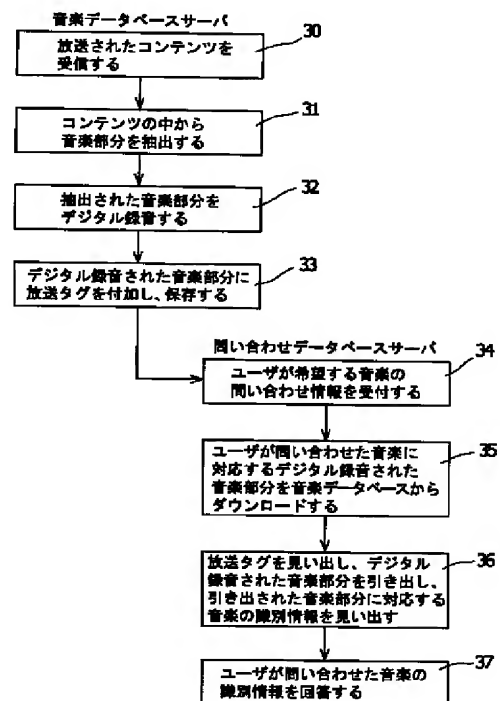 音楽データベースサーバ
放送されたコンテンツを
受信する
30
コンテンツの中から
音楽部分を抽出する
31
抽出された音楽部分を
デジタル録音する
32
デジタル録音された音楽部分に
放送タグを付加し、保存する
33
問い合わせデータベースサーバ
ユーザが希望する音楽の
問い合わせ情報を受付する
34
ユーザが問い合わせた音楽に
対応するデジタル録音された
音楽部分を音楽データベースから
ダウンロードする
35
放送タグを見い出し、デジタル
録音された音楽部分を引き出し、
引き出された音楽部分に対応する
音楽の識別情報を見い出す
36
ユーザが問い合わせた音楽の
識別情報を回答する
37